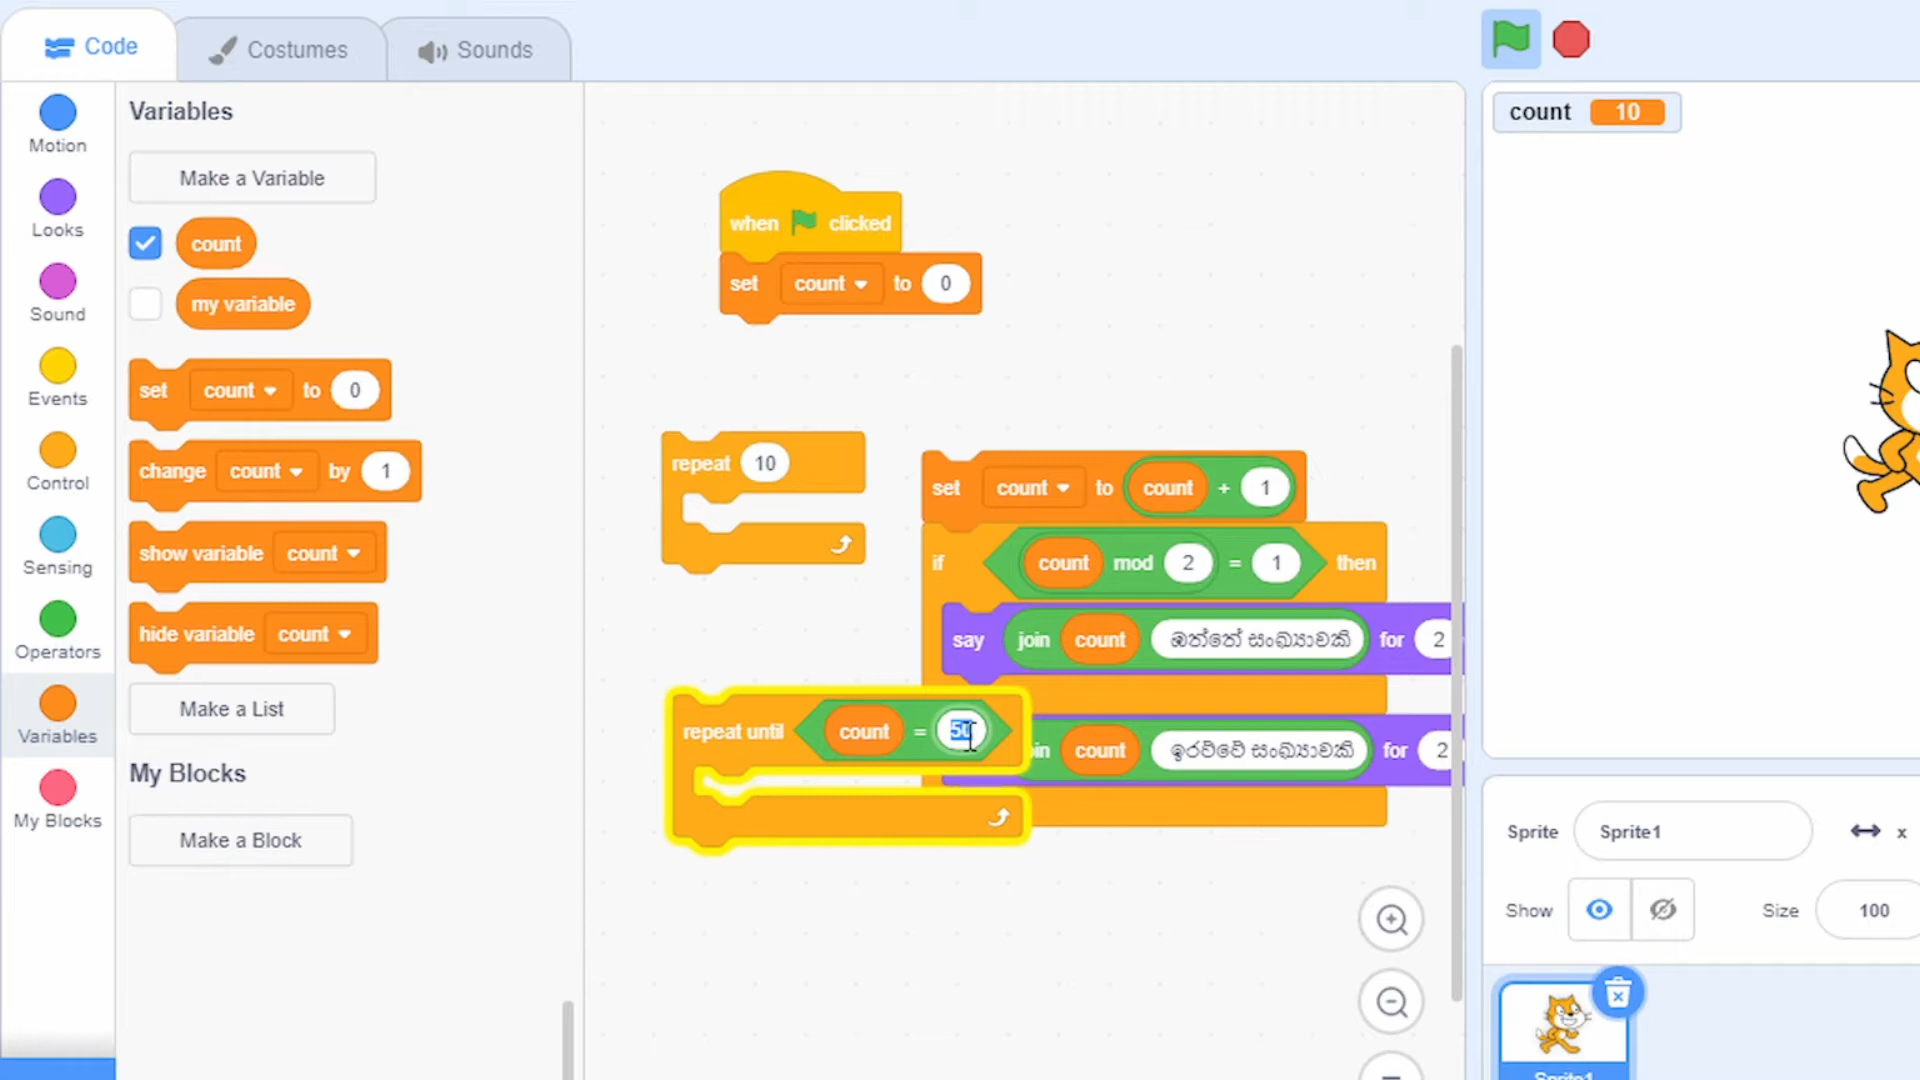 Code
Costumes
Sounds
Motion
Looks
Sound
Events
Control
Sensing
Operators
Variables
My Blocks
Variables
Make a Variable
count
my variable
set count to 0
change count by 1
show variable count
hide variable count
Make a List
My Blocks
Make a Block
when clicked
set count to 0
repeat 10
set count to count + 1
if count mod 2 = 1 then
say join count ඔත්තේ සංඛ්‍යාවකි for 2
repeat until count = 50
count ඉරට්ටේ සංඛ්‍යාවකි for 2
count 10
Sprite Sprite1 x
Show Size 100
Sprite1